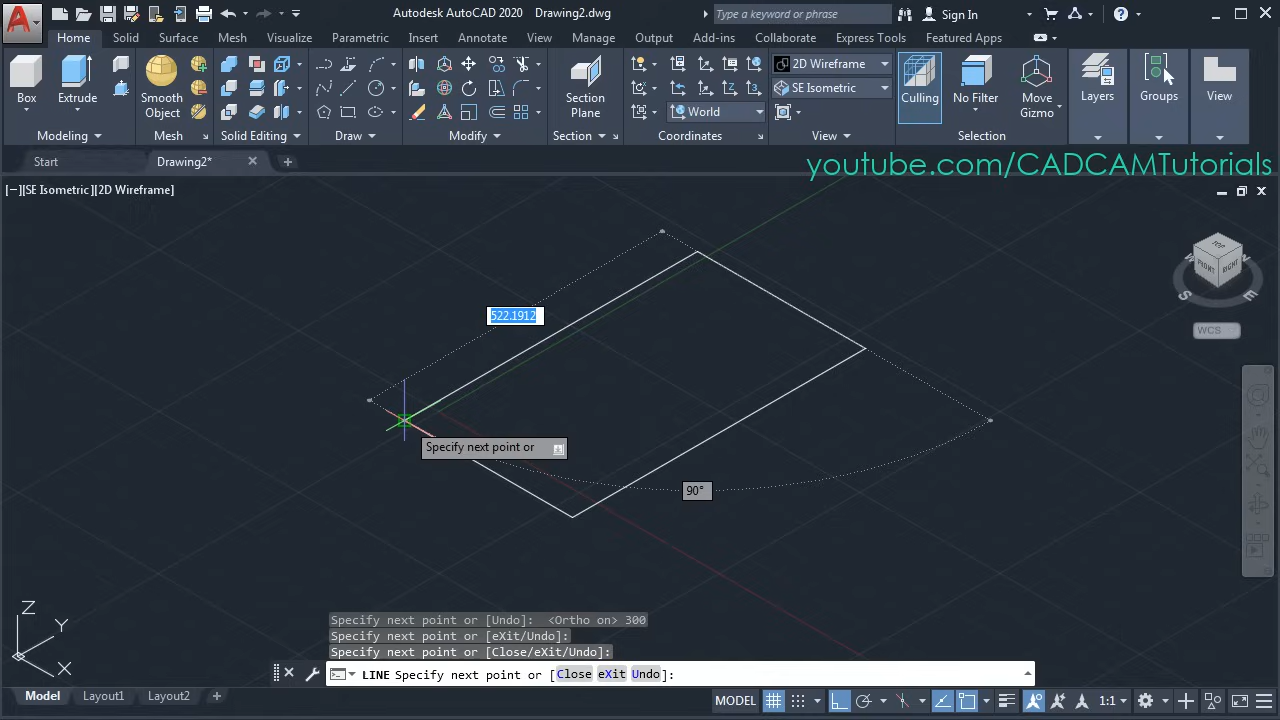 Autodesk AutoCAD 2020 Drawing2.dwg
Type a keyword or phrase
Sign In
Home Solid Surface Mesh Visualize Parametric Insert Annotate View Manage Output Add-ins Collaborate Express Tools Featured Apps
2D Wireframe
SE Isometric
World
Box
Extrude
Smooth
Object
Section
Plane
Culling
No Filter
Move
Gizmo
Layers
Groups
View
Modeling
Mesh
Solid Editing
Draw
Modify
Section
Coordinates
View
Selection
Start
Drawing2*
youtube.com/CADCAMTutorials
[−][SE Isometric][2D Wireframe]
TOP
FRONT
RIGHT
W
N
S
E
WCS
522.1912
Specify next point or
90°
Z
Y
X
Specify next point or [Undo]: <Ortho on> 300
Specify next point or [eXit/Undo]:
Specify next point or [Close/eXit/Undo]:
LINE Specify next point or [Close eXit Undo]:
Model Layout1 Layout2 +
MODEL
1:1